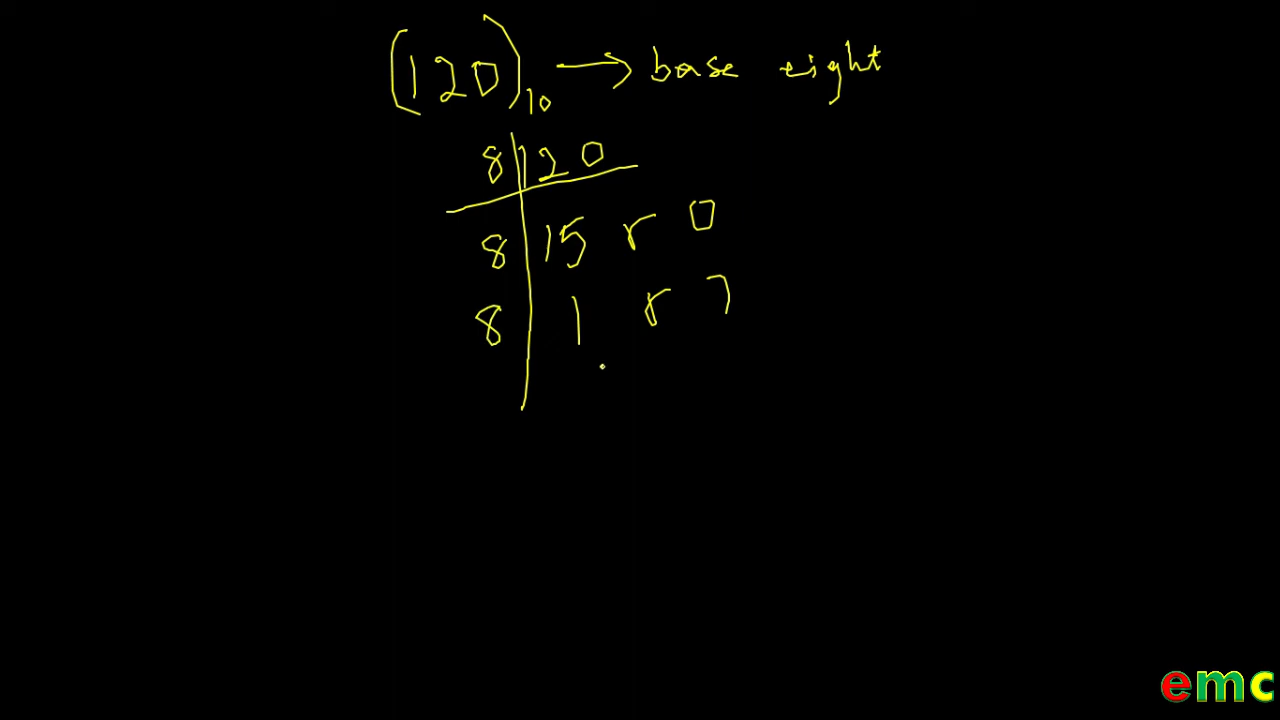 (120)10 → base eight
8 120
8 15 r 0
8 1 r 7
emc